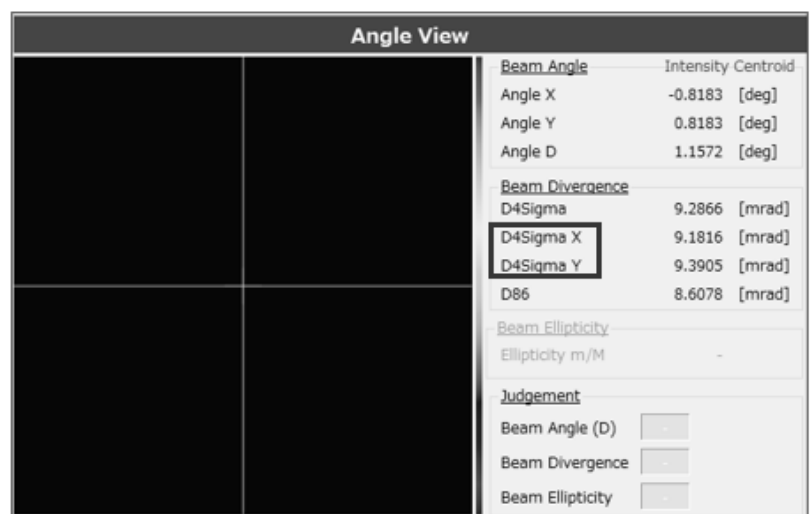 Angle View
Beam Angle Intensity Centroid
Angle X -0.8183 [deg]
Angle Y 0.8183 [deg]
Angle D 1.1572 [deg]
Beam Divergence
D4Sigma 9.2866 [mrad]
D4Sigma X 9.1816 [mrad]
D4Sigma Y 9.3905 [mrad]
D86 8.6078 [mrad]
Beam Ellipticity
Ellipticity m/M -
Judgement
Beam Angle (D) -
Beam Divergence -
Beam Ellipticity -